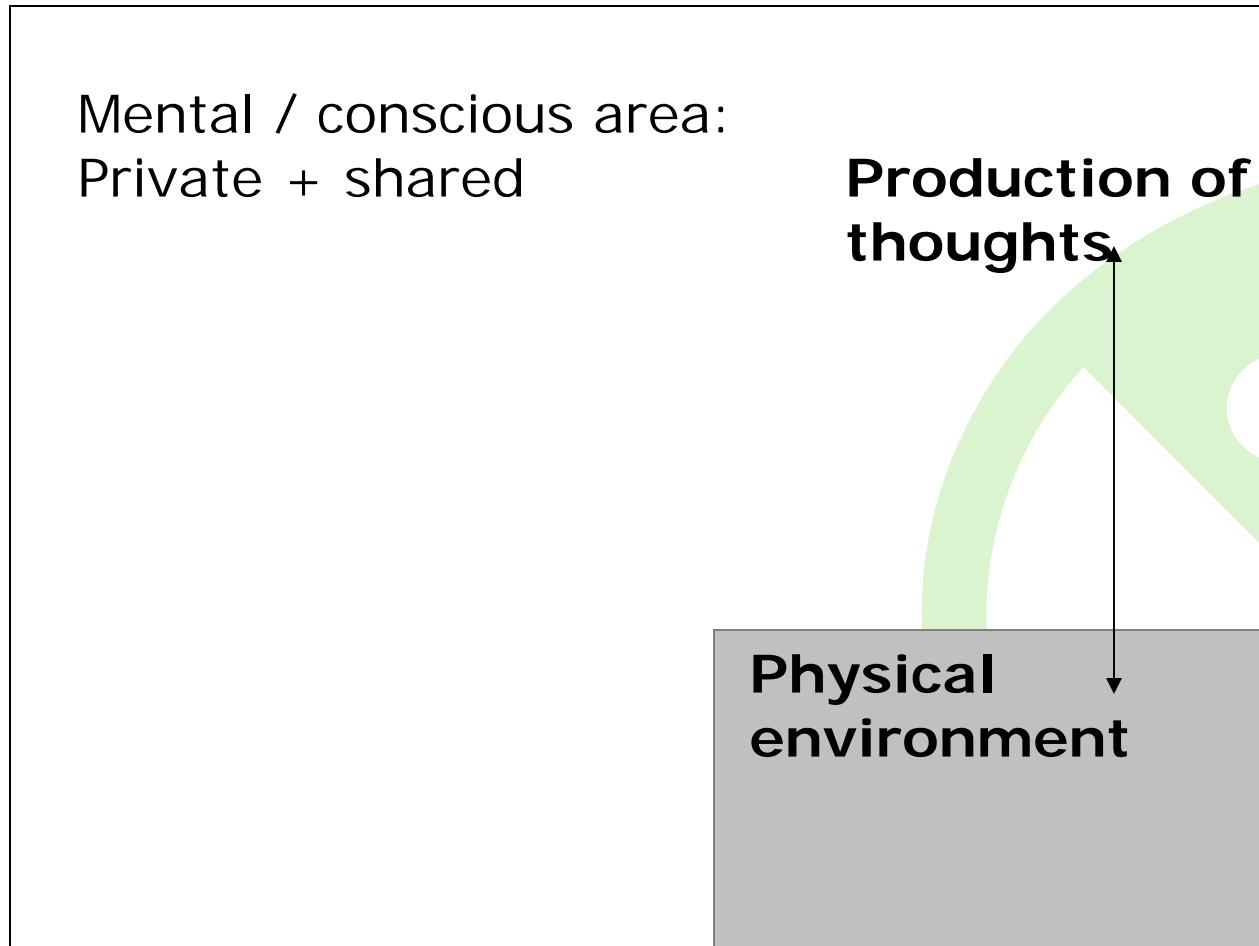 Mental / conscious area:
Private + shared
Production of
thoughts
Physical
environment